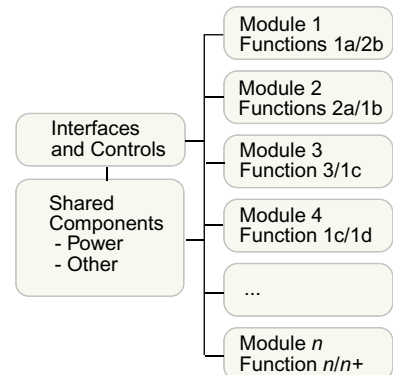 Interfaces
and Controls
Shared
Components
- Power
- Other
Module 1
Functions 1a/2b
Module 2
Functions 2a/1b
Module 3
Function 3/1c
Module 4
Function 1c/1d
...
Module n
Function n/n+